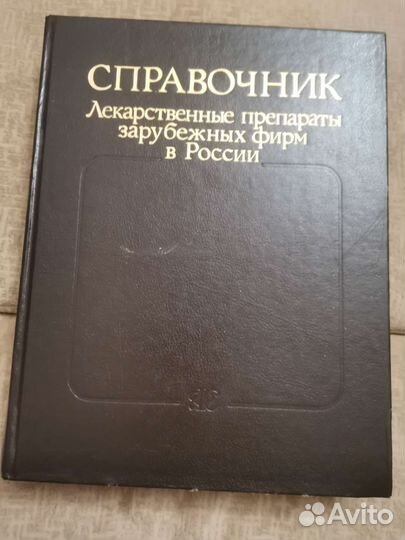 СПРАВОЧНИК
Лекарственные препараты
зарубежных фирм
в России
Avito